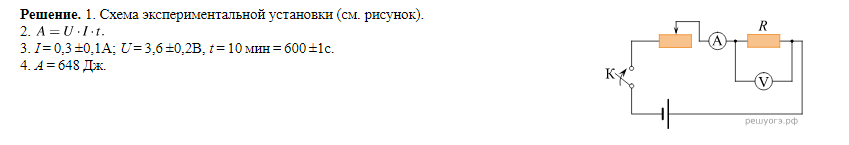 Решение. 1. Схема экспериментальной установки (см. рисунок).
2. A = U · I · t.
3. I = 0,3 ±0,1А; U = 3,6 ±0,2В, t = 10 мин = 600 ±1с.
4. A = 648 Дж.
R
A
K
V
решуогэ.рф